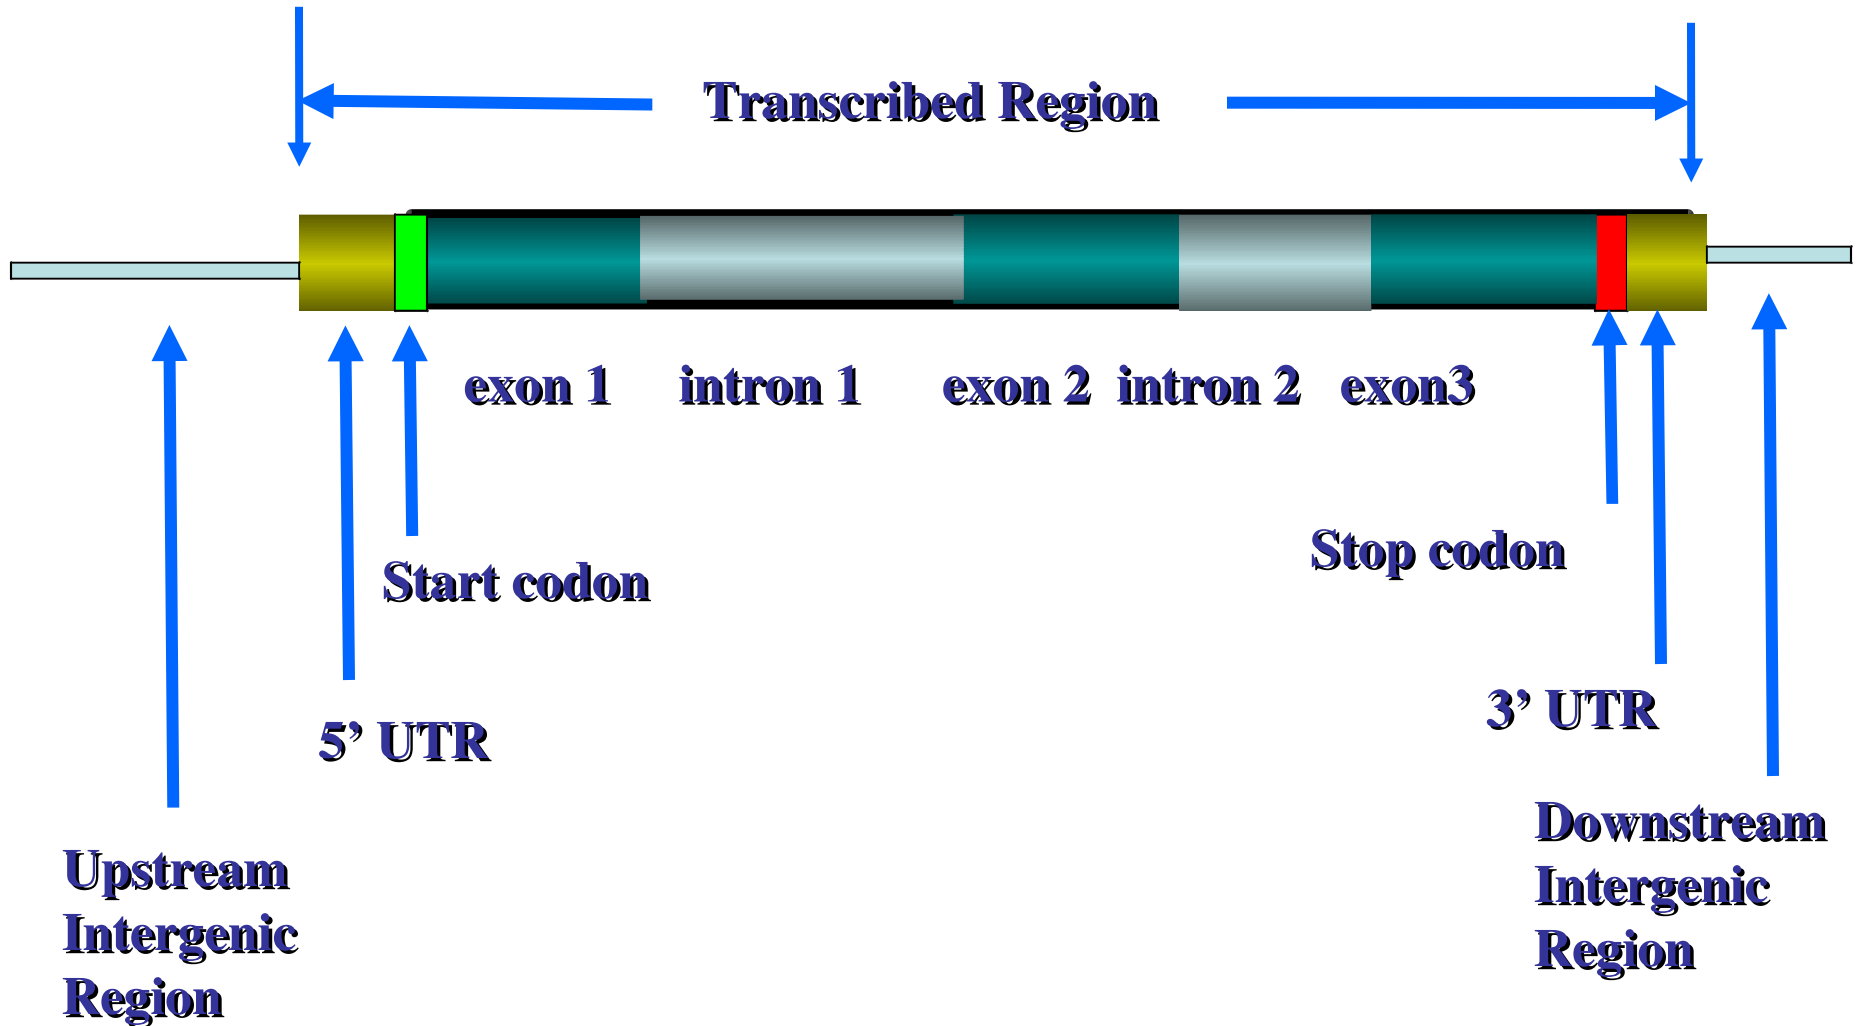 Transcribed Region
exon 1 intron 1 exon 2 intron 2 exon3
Start codon
Stop codon
5’ UTR
3’ UTR
Upstream
Intergenic
Region
Downstream
Intergenic
Region